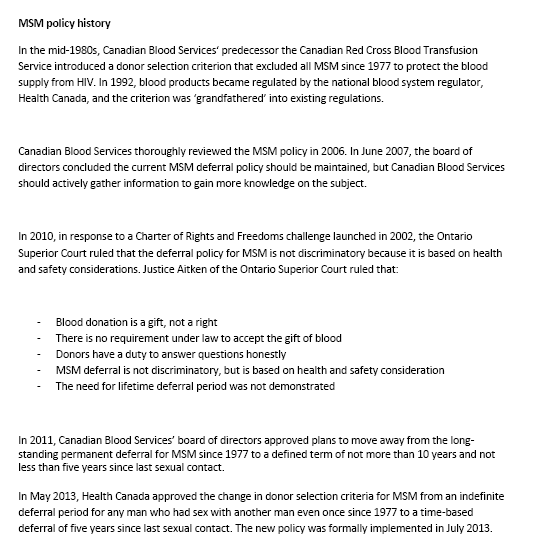 MSM policy history
In the mid-1980s, Canadian Blood Services' predecessor the Canadian Red Cross Blood Transfusion
Service introduced a donor selection criterion that excluded all MSM since 1977 to protect the blood
supply from HIV. In 1992, blood products became regulated by the national blood system regulator,
Health Canada, and the criterion was 'grandfathered' into existing regulations.
Canadian Blood Services thoroughly reviewed the MSM policy in 2006. In June 2007, the board of
directors concluded the current MSM deferral policy should be maintained, but Canadian Blood Services
should actively gather information to gain more knowledge on the subject.
In 2010, in response to a Charter of Rights and Freedoms challenge launched in 2002, the Ontario
Superior Court ruled that the deferral policy for MSM is not discriminatory because it is based on health
and safety considerations. Justice Aitken of the Ontario Superior Court ruled that:
- Blood donation is a gift, not a right
- There is no requirement under law to accept the gift of blood
- Donors have a duty to answer questions honestly
- MSM deferral is not discriminatory, but is based on health and safety consideration
- The need for lifetime deferral period was not demonstrated
In 2011, Canadian Blood Services' board of directors approved plans to move away from the long-
standing permanent deferral for MSM since 1977 to a defined term of not more than 10 years and not
less than five years since last sexual contact.
In May 2013, Health Canada approved the change in donor selection criteria for MSM from an indefinite
deferral period for any man who had sex with another man even once since 1977 to a time-based
deferral of five years since last sexual contact. The new policy was formally implemented in July 2013.